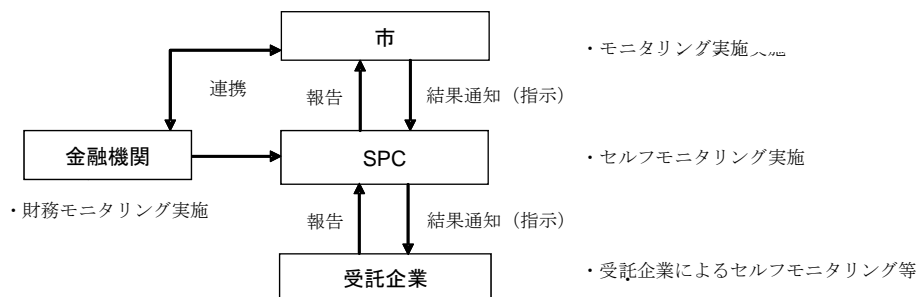 市
・モニタリング実施
連携
報告
結果通知（指示）
金融機関
SPC
・セルフモニタリング実施
・財務モニタリング実施
報告
結果通知（指示）
受託企業
・受託企業によるセルフモニタリング等